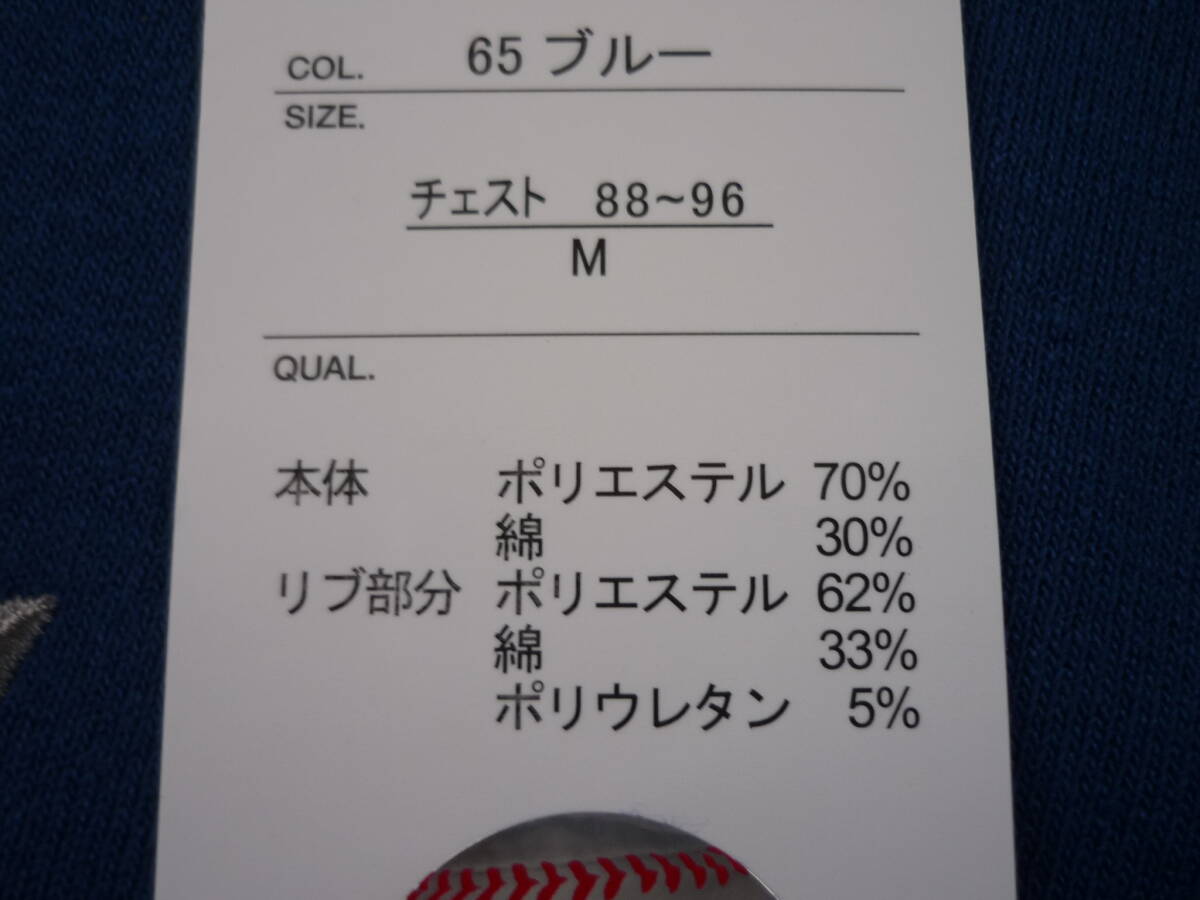 COL. 65 ブルー
SIZE.
チェスト 88~96
M
QUAL.
本体 ポリエステル 70%
綿 30%
リブ部分 ポリエステル 62%
綿 33%
ポリウレタン 5%